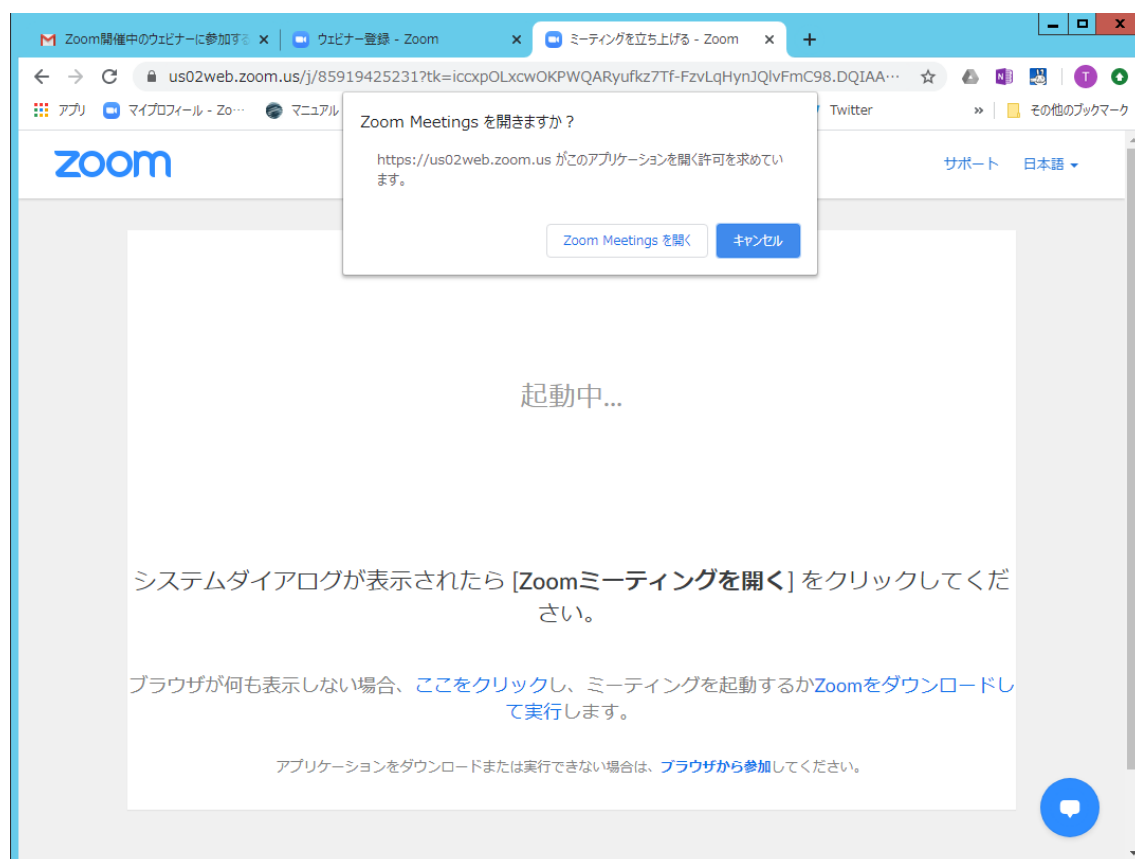 Zoom開催中のウェビナーに参加する
ウェビナー登録 - Zoom
ミーティングを立ち上げる - Zoom
us02web.zoom.us/j/85919425231?tk=iccxpOLxcwOKPWQARyufkz7Tf-FzvLqHynJQlvFmC98.DQIAA…
アプリ
マイプロフィール - Zo…
マニュアル
Twitter
»
その他のブックマーク
Zoom Meetings を開きますか？
https://us02web.zoom.us がこのアプリケーションを開く許可を求めてい
ます。
Zoom Meetings を開く
キャンセル
zoom
サポート
日本語
起動中...
システムダイアログが表示されたら [Zoomミーティングを開く] をクリックしてくだ
さい。
ブラウザが何も表示しない場合、ここをクリックし、ミーティングを起動するかZoomをダウンロードし
て実行します。
アプリケーションをダウンロードまたは実行できない場合は、ブラウザから参加してください。